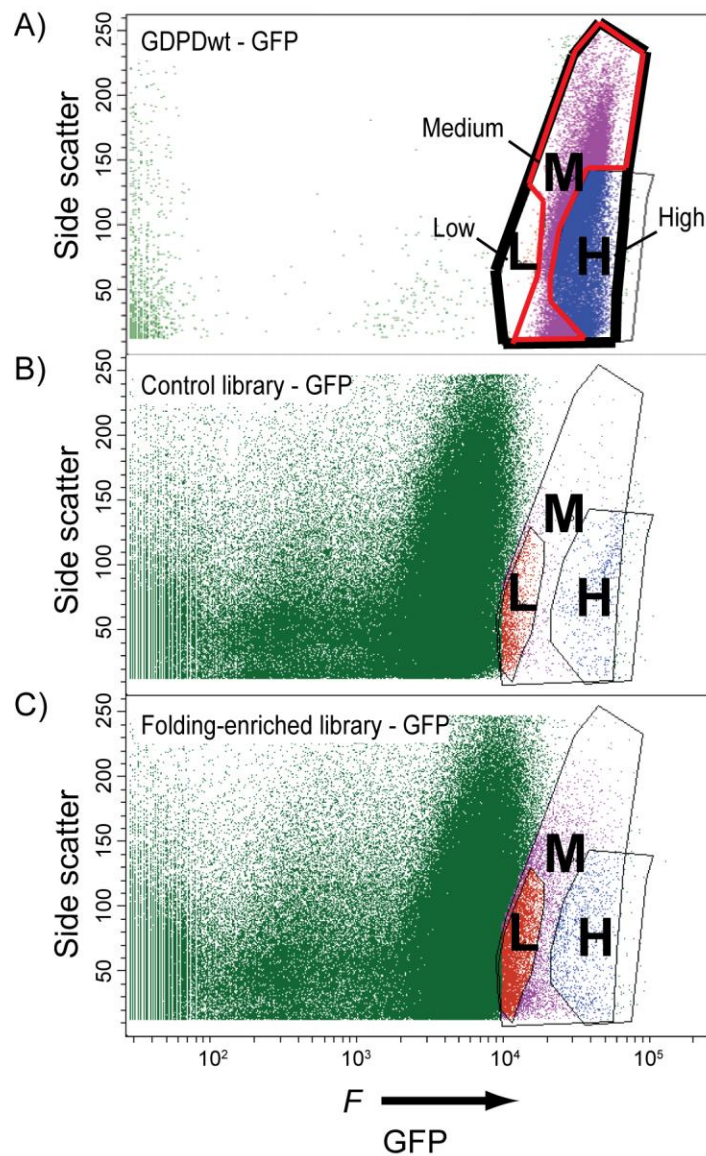 A)
GDPDwt - GFP
Side scatter
250
200
150
100
50
Medium
Low
High
M
L
H
B)
Control library - GFP
Side scatter
250
200
150
100
50
M
L
H
C)
Folding-enriched library - GFP
Side scatter
250
200
150
100
50
M
L
H
10² 10³ 10⁴ 10⁵
F
GFP